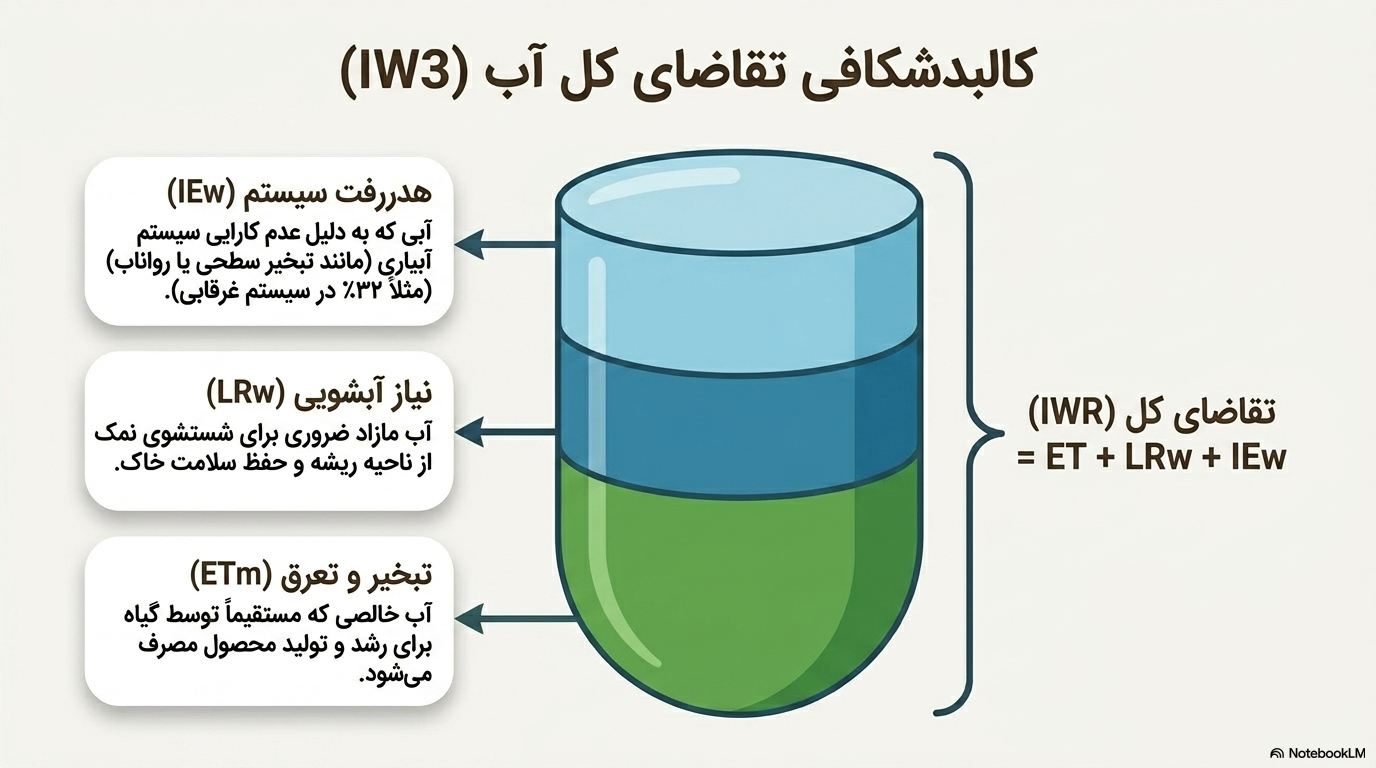 کالبدشکافی تقاضای کل آب (IW3)
هدررفت سیستم (IEw)
آبی که به دلیل عدم کارایی سیستم
آبیاری (مانند تبخیر سطحی یا رواناب)
(مثلاً ۳۲٪ در سیستم غرقابی).
نیاز آبشویی (LRw)
آب مازاد ضروری برای شستشوی نمک
از ناحیه ریشه و حفظ سلامت خاک.
تبخیر و تعرق (ETm)
آب خالصی که مستقیماً توسط گیاه
برای رشد و تولید محصول مصرف
می‌شود.
تقاضای کل (IWR)
= ET + LRw + IEw
NotebookLM